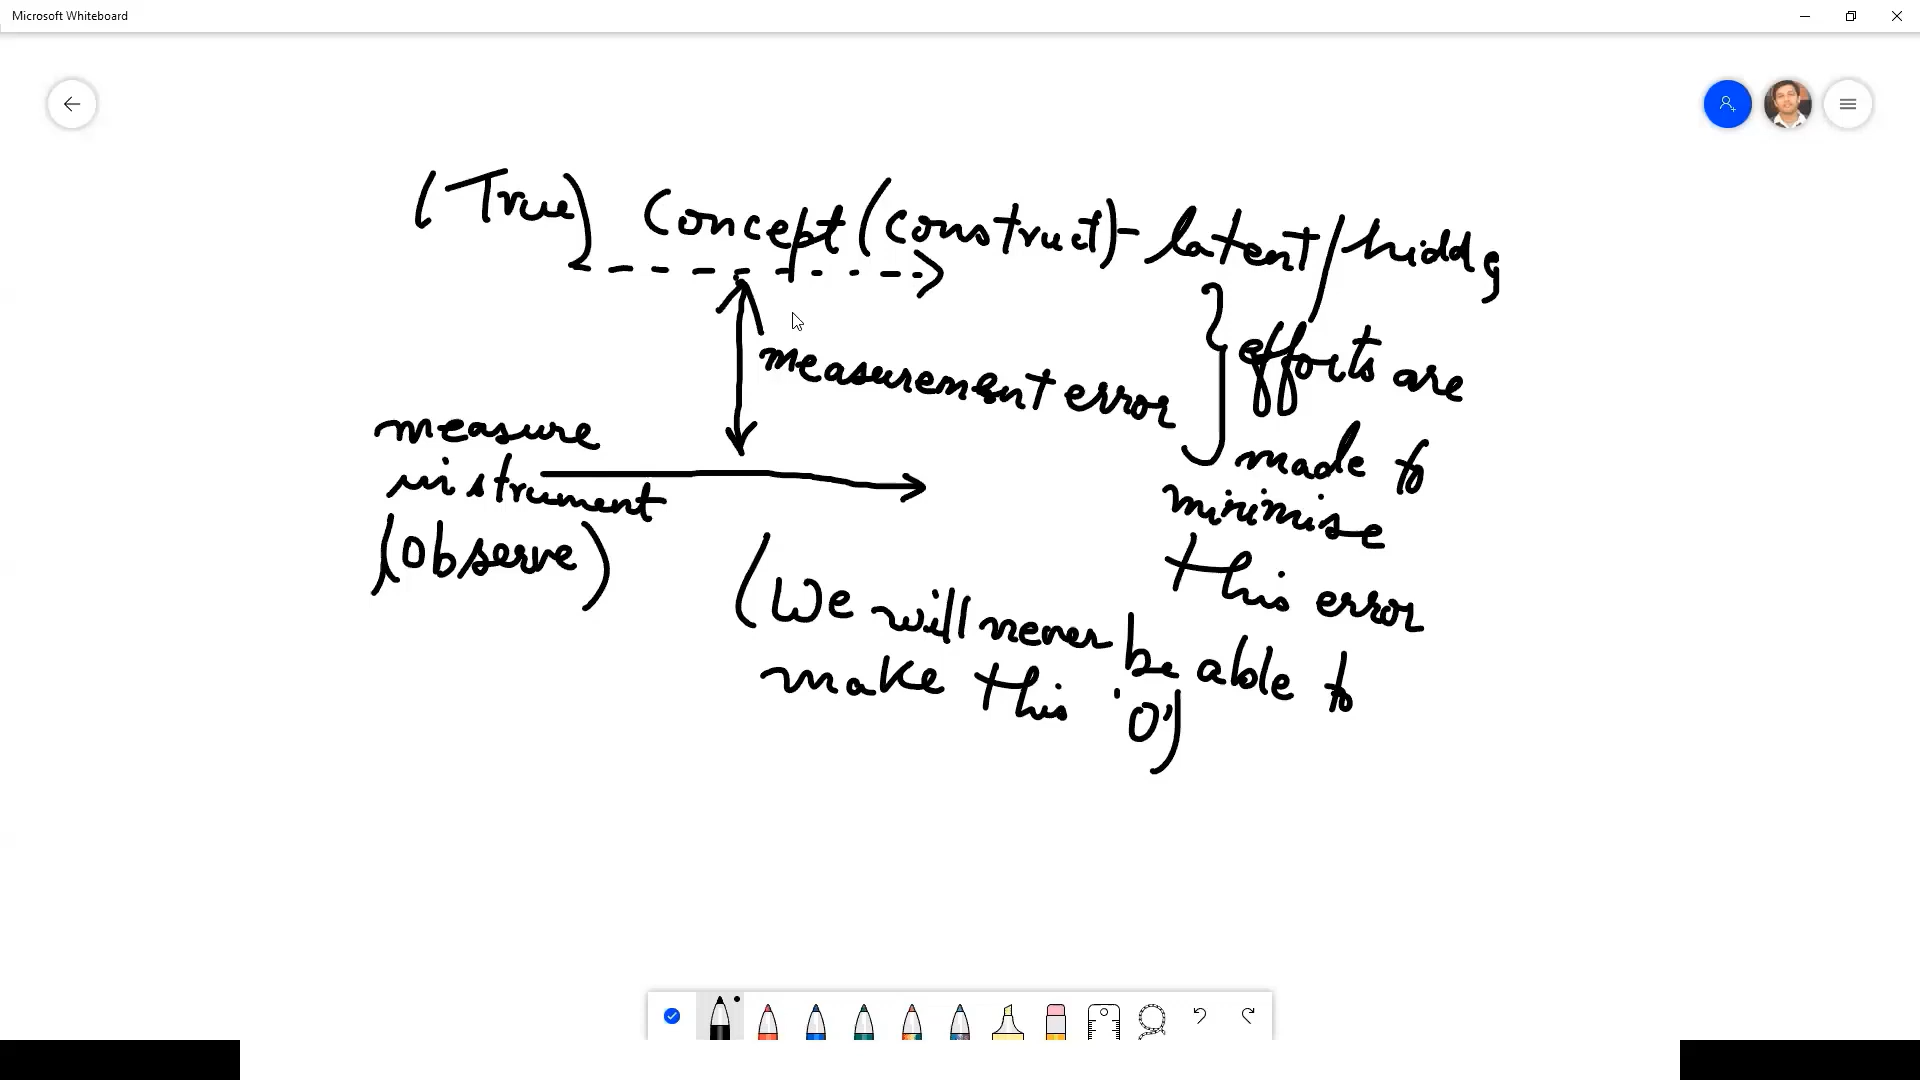 Microsoft Whiteboard
(True) Concept (construct) - latent/hidd
measurement error
efforts are
made to
minimise
this error
measure
instrument
(Observe)
(We will never be able to
make this '0')